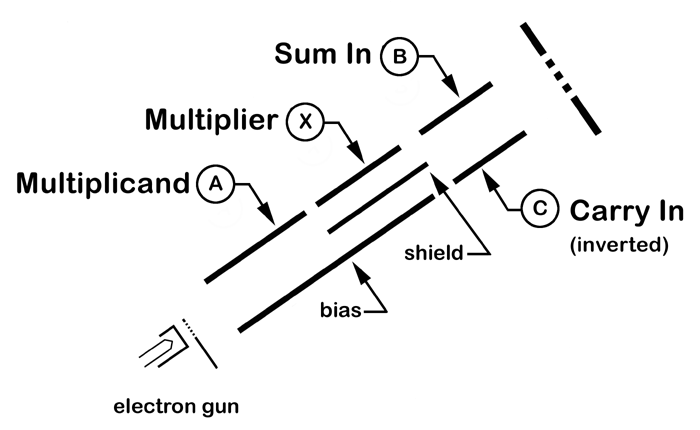 Sum In B
Multiplier X
Multiplicand A
C Carry In
(inverted)
shield
bias
electron gun